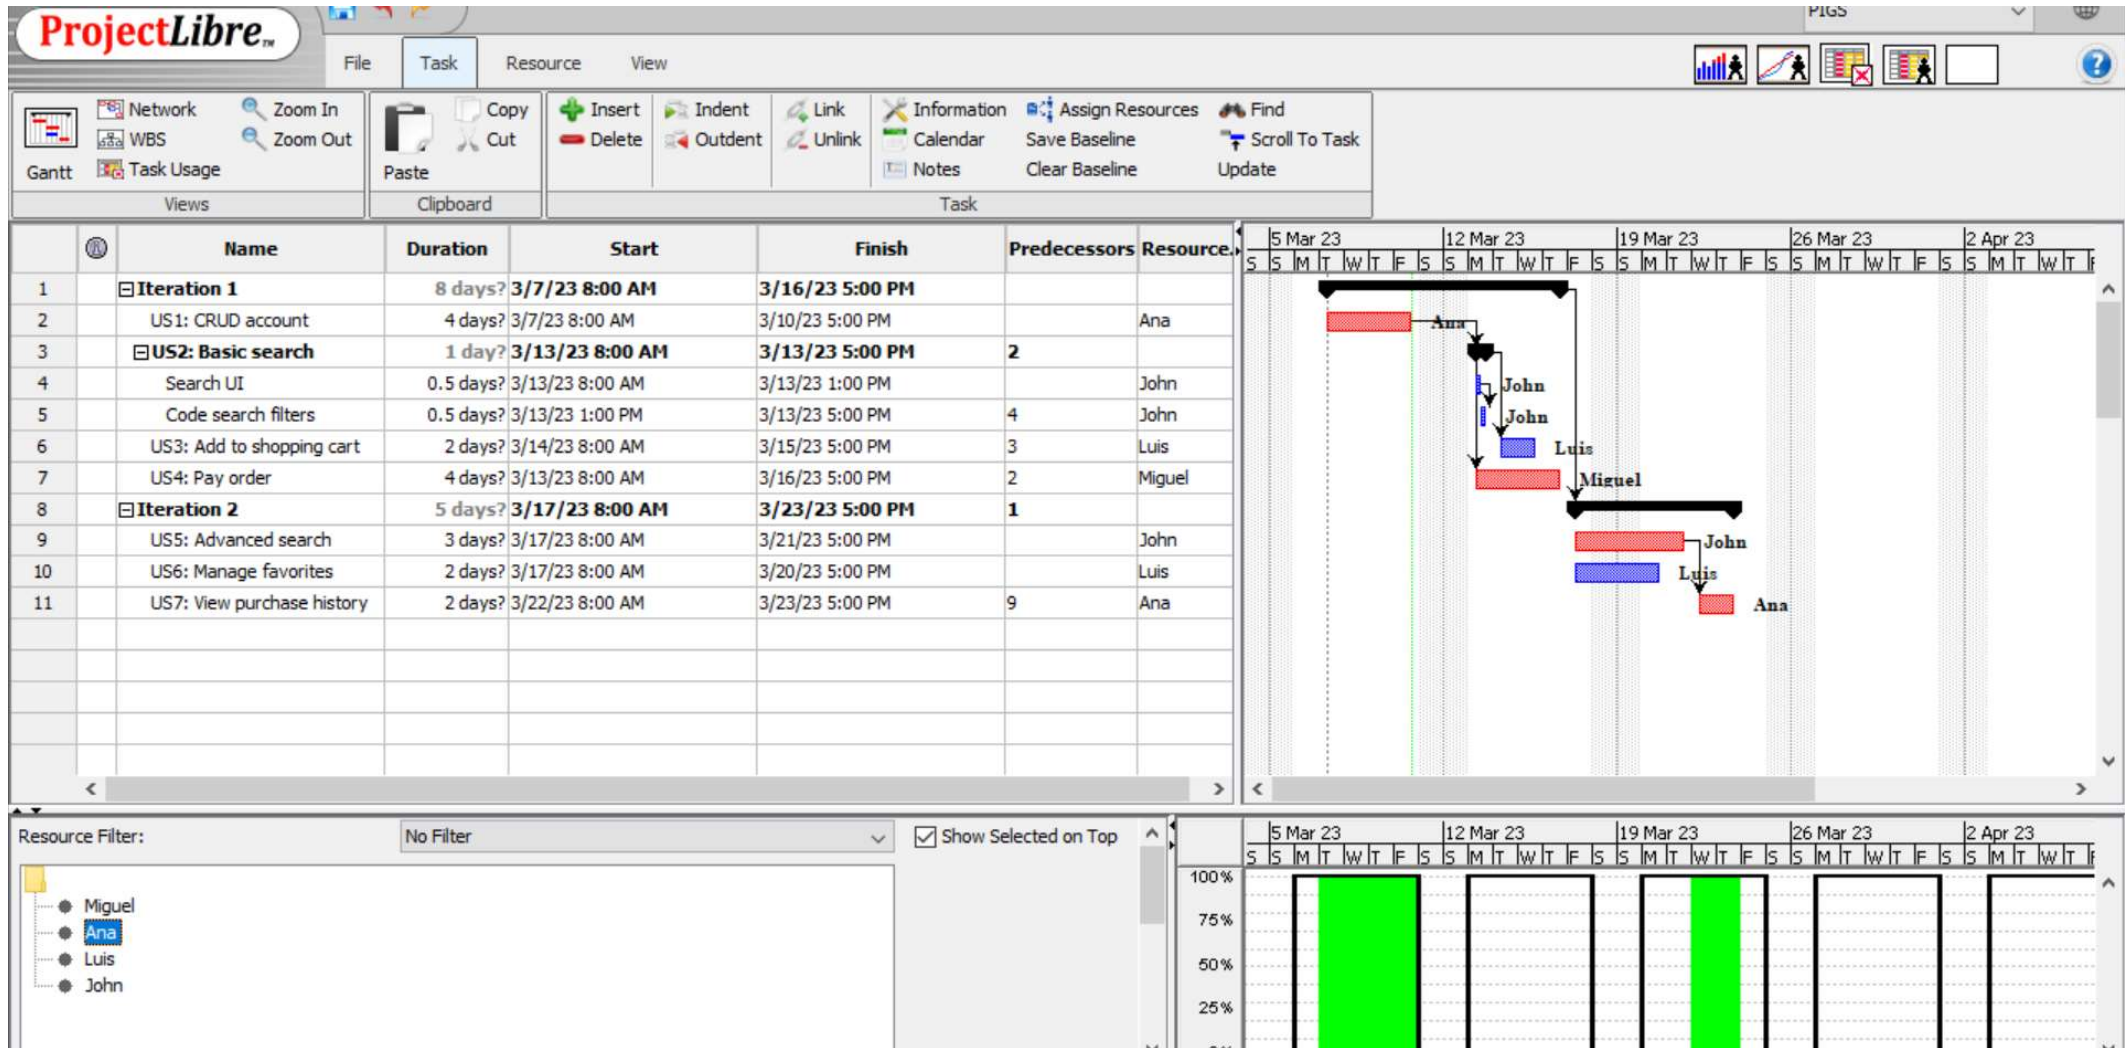 PIGS
ProjectLibre™
File Task Resource View
Network Zoom In Copy Insert Indent Link Information Assign Resources Find
WBS Zoom Out Cut Delete Outdent Unlink Calendar Save Baseline Scroll To Task
Gantt Task Usage Paste Notes Clear Baseline Update
Views Clipboard Task
Name Duration Start Finish Predecessors Resource.
1 Iteration 1 8 days? 3/7/23 8:00 AM 3/16/23 5:00 PM
2 US1: CRUD account 4 days? 3/7/23 8:00 AM 3/10/23 5:00 PM Ana
3 US2: Basic search 1 day? 3/13/23 8:00 AM 3/13/23 5:00 PM 2
4 Search UI 0.5 days? 3/13/23 8:00 AM 3/13/23 1:00 PM John
5 Code search filters 0.5 days? 3/13/23 1:00 PM 3/13/23 5:00 PM 4 John
6 US3: Add to shopping cart 2 days? 3/14/23 8:00 AM 3/15/23 5:00 PM 3 Luis
7 US4: Pay order 4 days? 3/13/23 8:00 AM 3/16/23 5:00 PM 2 Miguel
8 Iteration 2 5 days? 3/17/23 8:00 AM 3/23/23 5:00 PM 1
9 US5: Advanced search 3 days? 3/17/23 8:00 AM 3/21/23 5:00 PM John
10 US6: Manage favorites 2 days? 3/17/23 8:00 AM 3/20/23 5:00 PM Luis
11 US7: View purchase history 2 days? 3/22/23 8:00 AM 3/23/23 5:00 PM 9 Ana
5 Mar 23 12 Mar 23 19 Mar 23 26 Mar 23 2 Apr 23
S S M T W T F S S M T W T F S S M T W T F S S M T W T F S S M T W T F
Ana
John
John
Luis
Miguel
John
Luis
Ana
Resource Filter: No Filter Show Selected on Top
Miguel
Ana
Luis
John
5 Mar 23 12 Mar 23 19 Mar 23 26 Mar 23 2 Apr 23
S S M T W T F S S M T W T F S S M T W T F S S M T W T F S S M T W T F
100%
75%
50%
25%